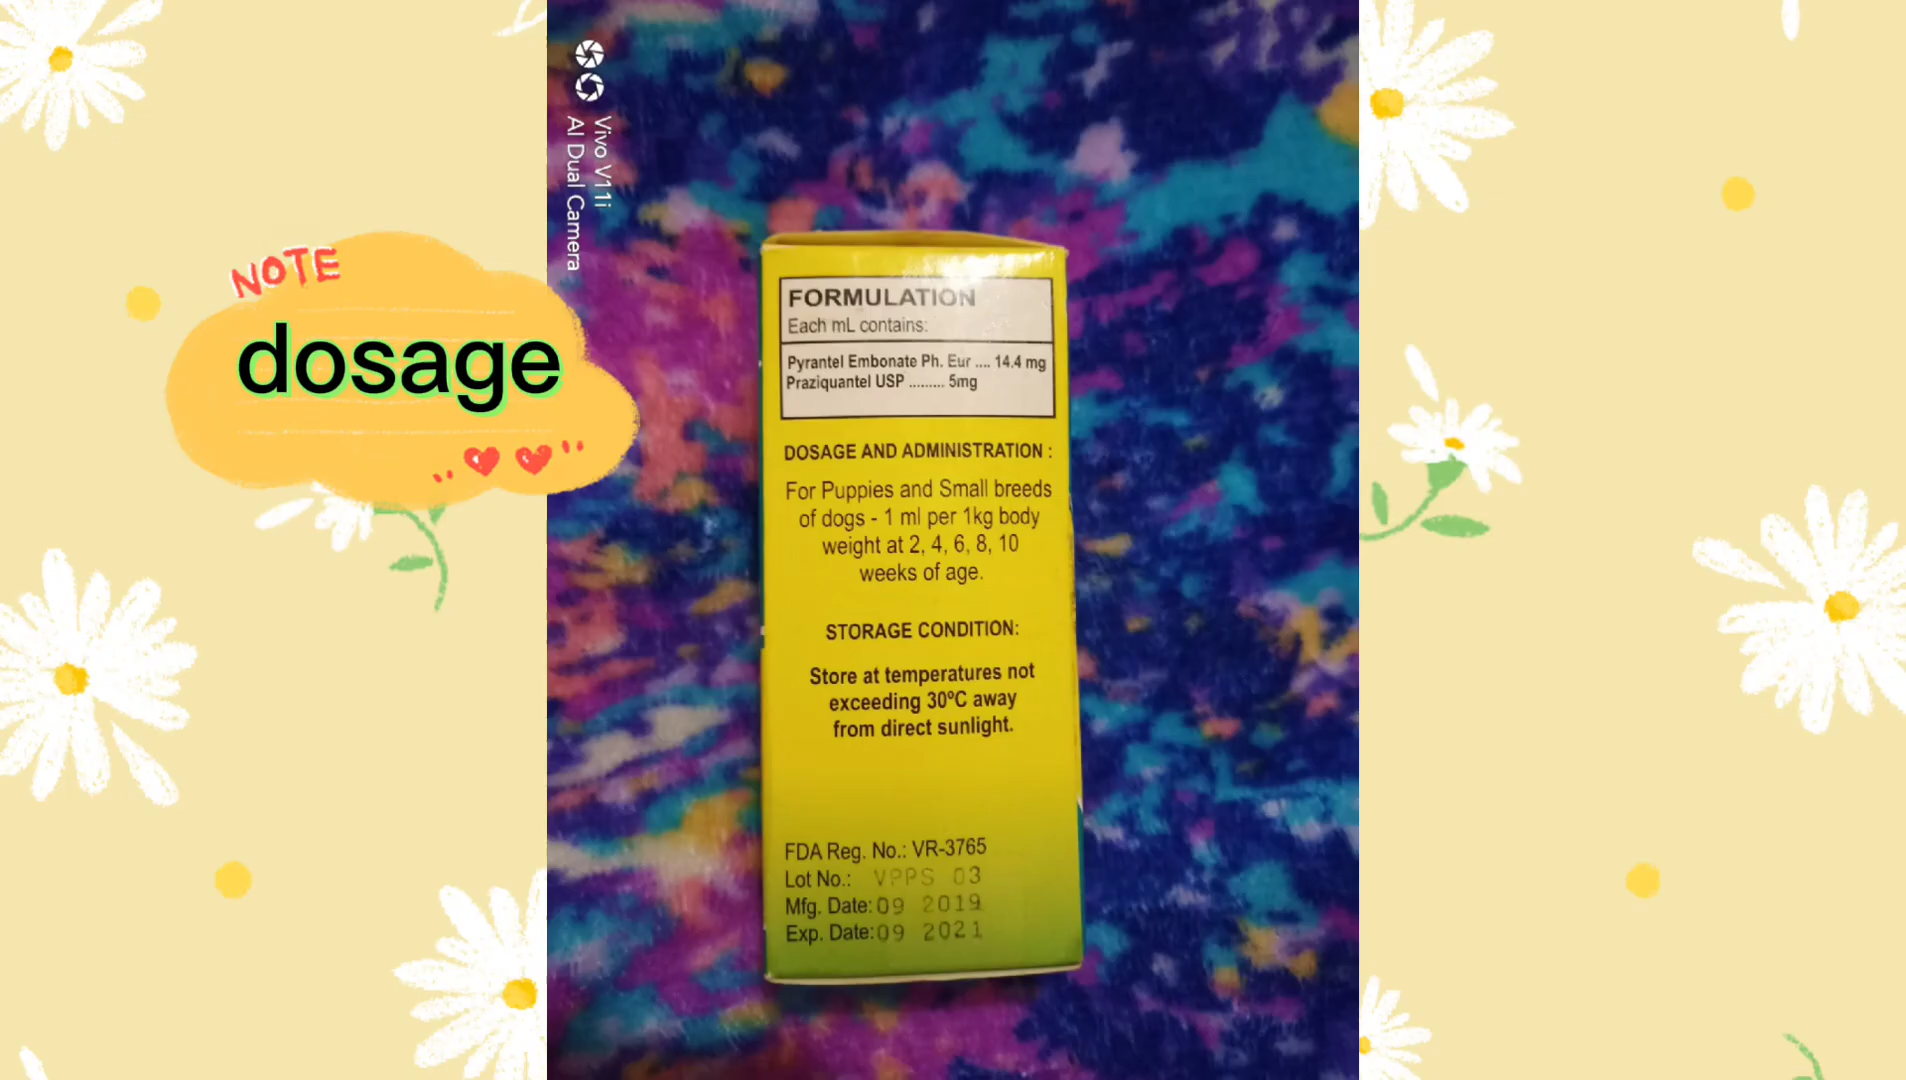 Vivo V11i
AI Dual Camera
NOTE
dosage
FORMULATION
Each mL contains:
Pyrantel Embonate Ph. Eur .... 14.4 mg
Praziquantel USP ......... 5mg
DOSAGE AND ADMINISTRATION :
For Puppies and Small breeds
of dogs - 1 ml per 1kg body
weight at 2, 4, 6, 8, 10
weeks of age.
STORAGE CONDITION:
Store at temperatures not
exceeding 30ºC away
from direct sunlight.
FDA Reg. No.: VR-3765
Lot No.: VPPS 03
Mfg. Date: 09 2019
Exp. Date: 09 2021